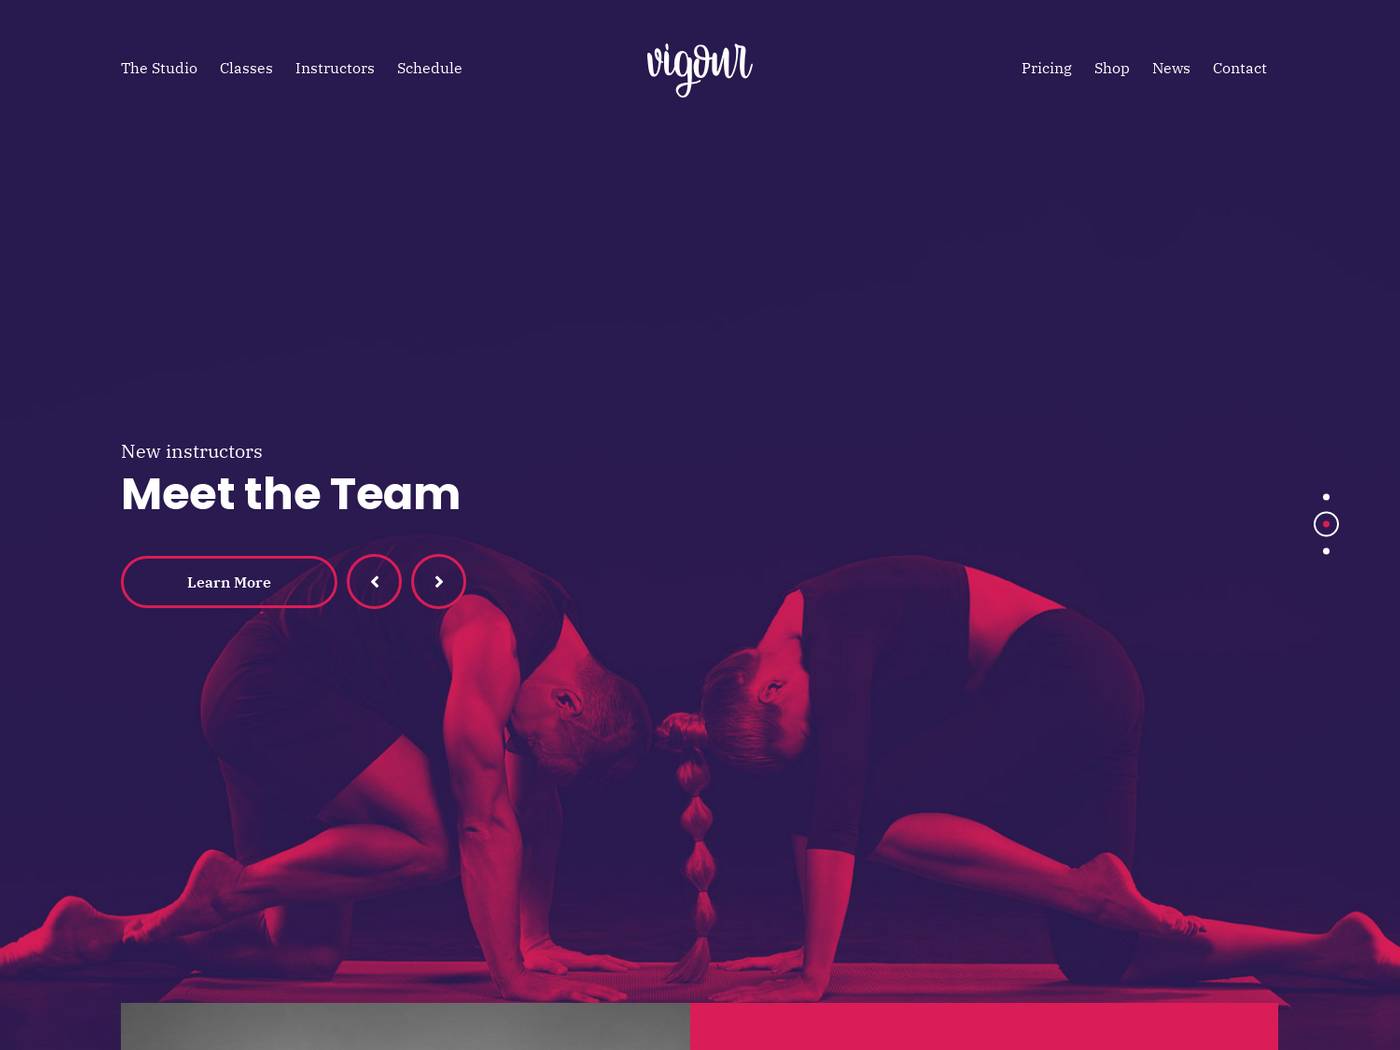 The Studio Classes Instructors Schedule vigour Pricing Shop News Contact
New instructors
Meet the Team
Learn More